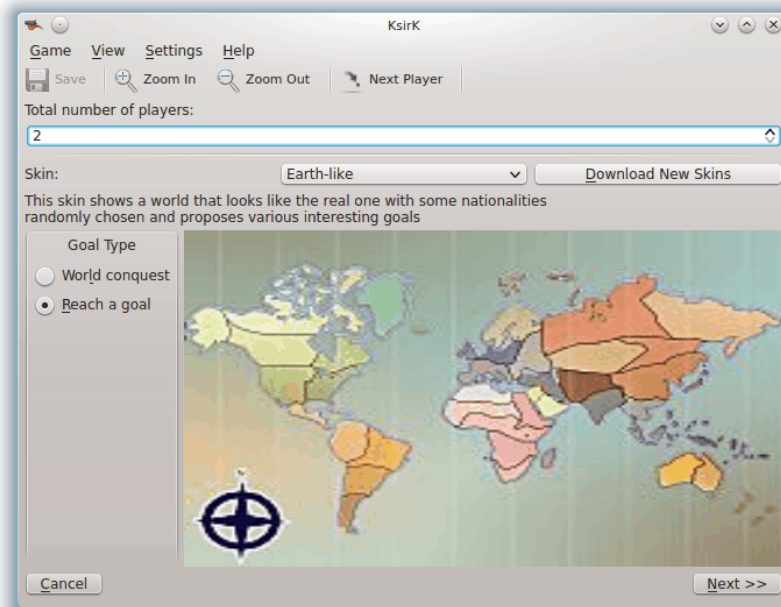 KsirK
Game View Settings Help
Save Zoom In Zoom Out Next Player
Total number of players:
2
Skin: Earth-like Download New Skins
This skin shows a world that looks like the real one with some nationalities
randomly chosen and proposes various interesting goals
Goal Type
World conquest
Reach a goal
Cancel Next >>